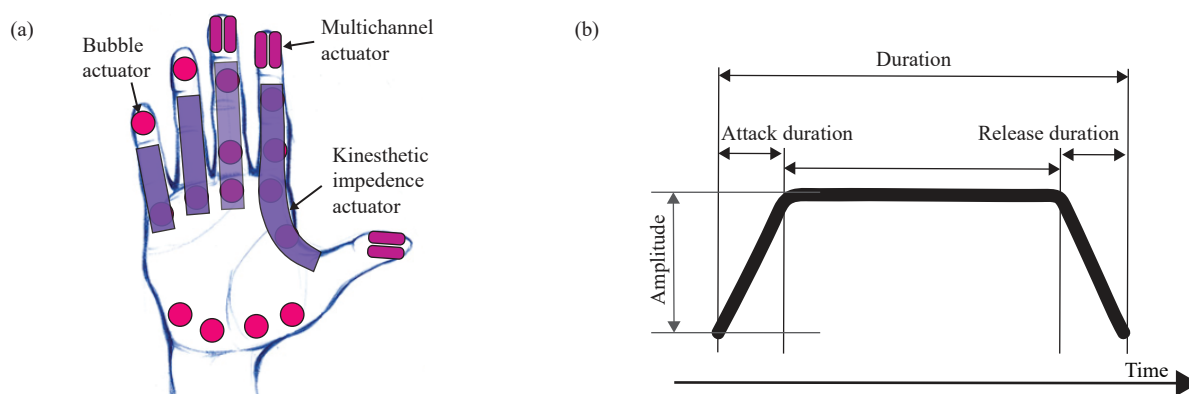 (a)
Bubble
actuator
Multichannel
actuator
Kinesthetic
impedence
actuator
(b)
Duration
Attack duration
Release duration
Amplitude
Time